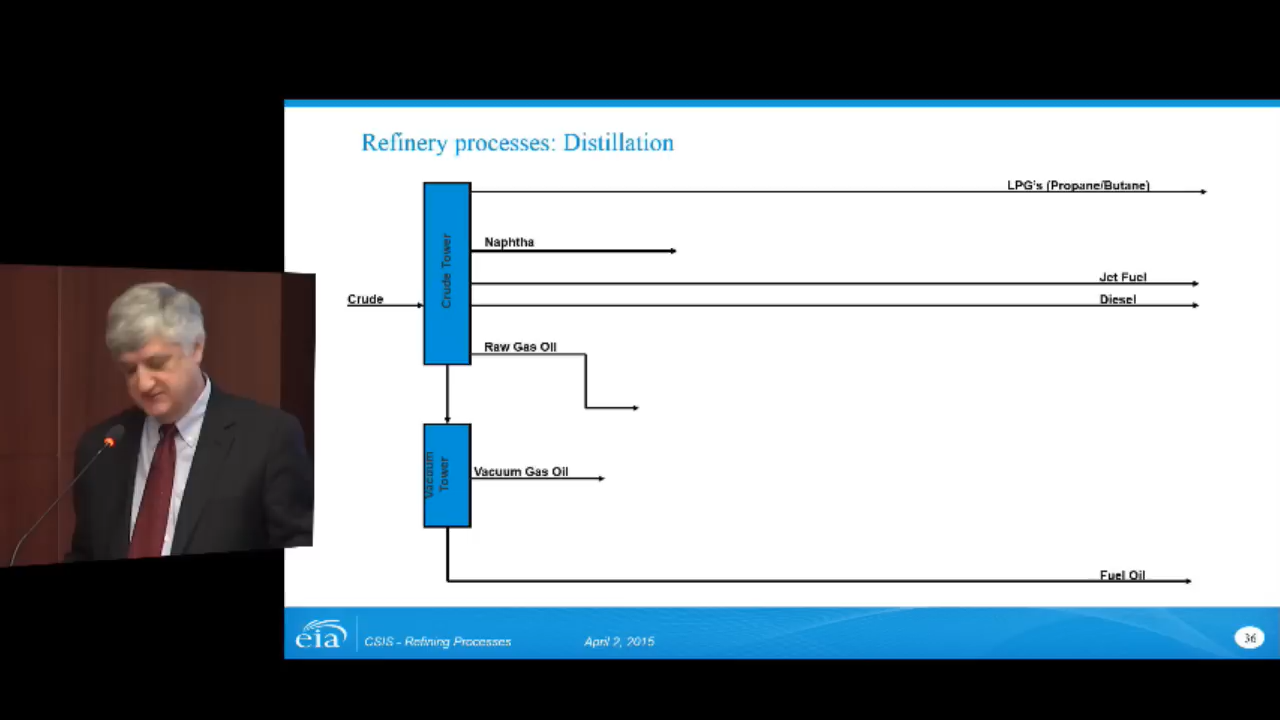 Refinery processes: Distillation
LPG's (Propane/Butane)
Naphtha
Crude Tower
Jet Fuel
Crude
Diesel
Raw Gas Oil
Vacuum
Tower
Vacuum Gas Oil
Fuel Oil
eia
CSIS - Refining Processes
April 2, 2015
36